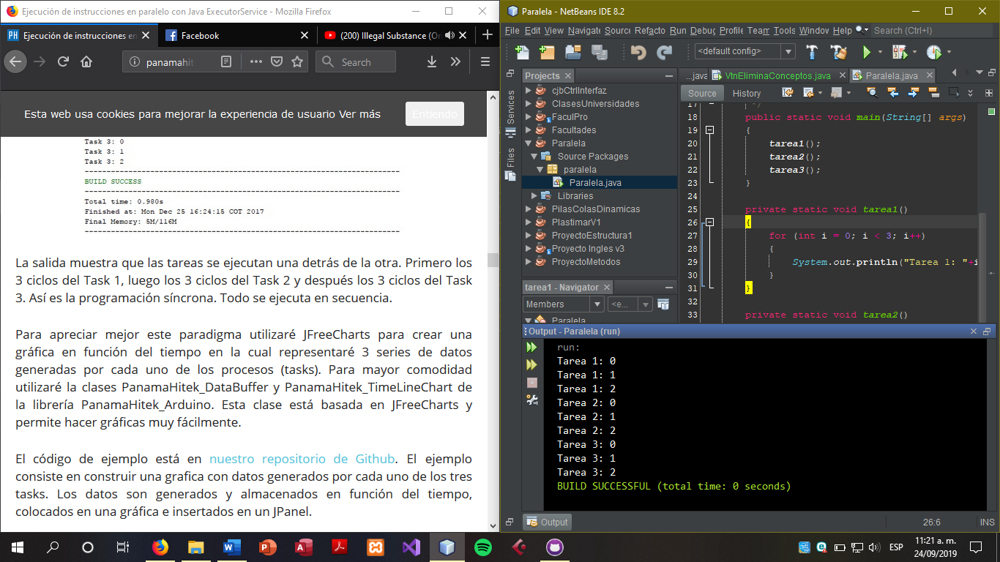 Ejecución de instrucciones en paralelo con Java ExecutorService - Mozilla Firefox
Ejecución de instrucciones en
Facebook
(200) Illegal Substance (Or
panamahit
Search
Esta web usa cookies para mejorar la experiencia de usuario Ver más
Entiendo
Task 3: 0
Task 3: 1
Task 3: 2
BUILD SUCCESS
Total time: 0.980s
Finished at: Mon Dec 25 16:24:15 COT 2017
Final Memory: 5M/116M
La salida muestra que las tareas se ejecutan una detrás de la otra. Primero los
3 ciclos del Task 1, luego los 3 ciclos del Task 2 y después los 3 ciclos del Task
3. Así es la programación síncrona. Todo se ejecuta en secuencia.
Para apreciar mejor este paradigma utilizaré JFreeCharts para crear una
gráfica en función del tiempo en la cual representaré 3 series de datos
generadas por cada uno de los procesos (tasks). Para mayor comodidad
utilizaré la clases PanamaHitek_DataBuffer y PanamaHitek_TimeLineChart de
la librería PanamaHitek_Arduino. Esta clase está basada en JFreeCharts y
permite hacer gráficas muy fácilmente.
El código de ejemplo está en nuestro repositorio de Github. El ejemplo
consiste en construir una grafica con datos generados por cada uno de los tres
tasks. Los datos son generados y almacenados en función del tiempo,
colocados en una gráfica e insertados en un JPanel.
Paralela - NetBeans IDE 8.2
File Edit View Navigate Source Refacto Run Debug Profile Team Tools Window Help Search (Ctrl+I)
<default config>
Projects
Services
Files
cjbCtrlInterfaz
ClasesUniversidades
FaculPro
Facultades
Paralela
Source Packages
paralela
Paralela.java
Libraries
PilasColasDinamicas
PlastimarV1
ProyectoEstructura1
Proyecto Ingles v3
ProyectoMetodos
tarea1 - Navigator
Members
<e...
Paralela
...java VtnEliminaConceptos.java Paralela.java
Source History
17 */
18 public static void main(String[] args)
19 {
20 tarea1();
21 tarea2();
22 tarea3();
23 }
24
25 private static void tarea1()
26 {
27 for (int i = 0; i < 3; i++)
28 {
29 System.out.println("Tarea 1: "+i
30 }
31 }
32
33 private static void tarea2()
Output - Paralela (run)
run:
Tarea 1: 0
Tarea 1: 1
Tarea 1: 2
Tarea 2: 0
Tarea 2: 1
Tarea 2: 2
Tarea 3: 0
Tarea 3: 1
Tarea 3: 2
BUILD SUCCESSFUL (total time: 0 seconds)
Output
26:6 INS
ESP
11:21 a. m.
24/09/2019